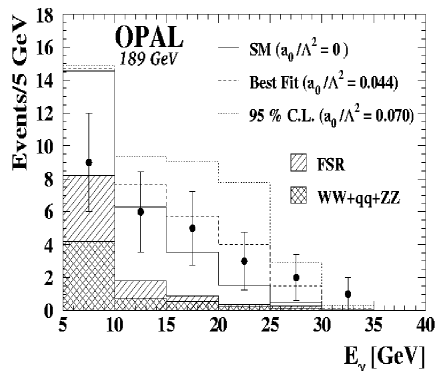 OPAL
189 GeV
SM (a₀/Λ² = 0)
Best Fit (a₀/Λ² = 0.044)
95 % C.L. (a₀/Λ² = 0.070)
FSR
WW+qq+ZZ
Events/5 GeV
18
16
14
12
10
8
6
4
2
0
5 10 15 20 25 30 35 40
E_γ [GeV]